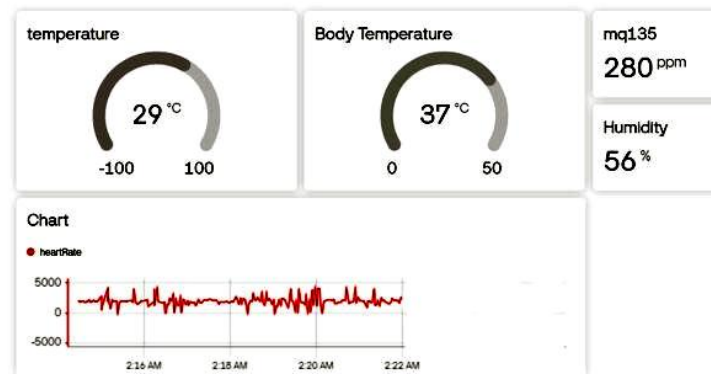 temperature
29 °C
-100 100
Body Temperature
37 °C
0 50
mq135
280 ppm
Humidity
56 %
Chart
heartRate
5000
0
-5000
2:16 AM 2:18 AM 2:20 AM 2:22 AM